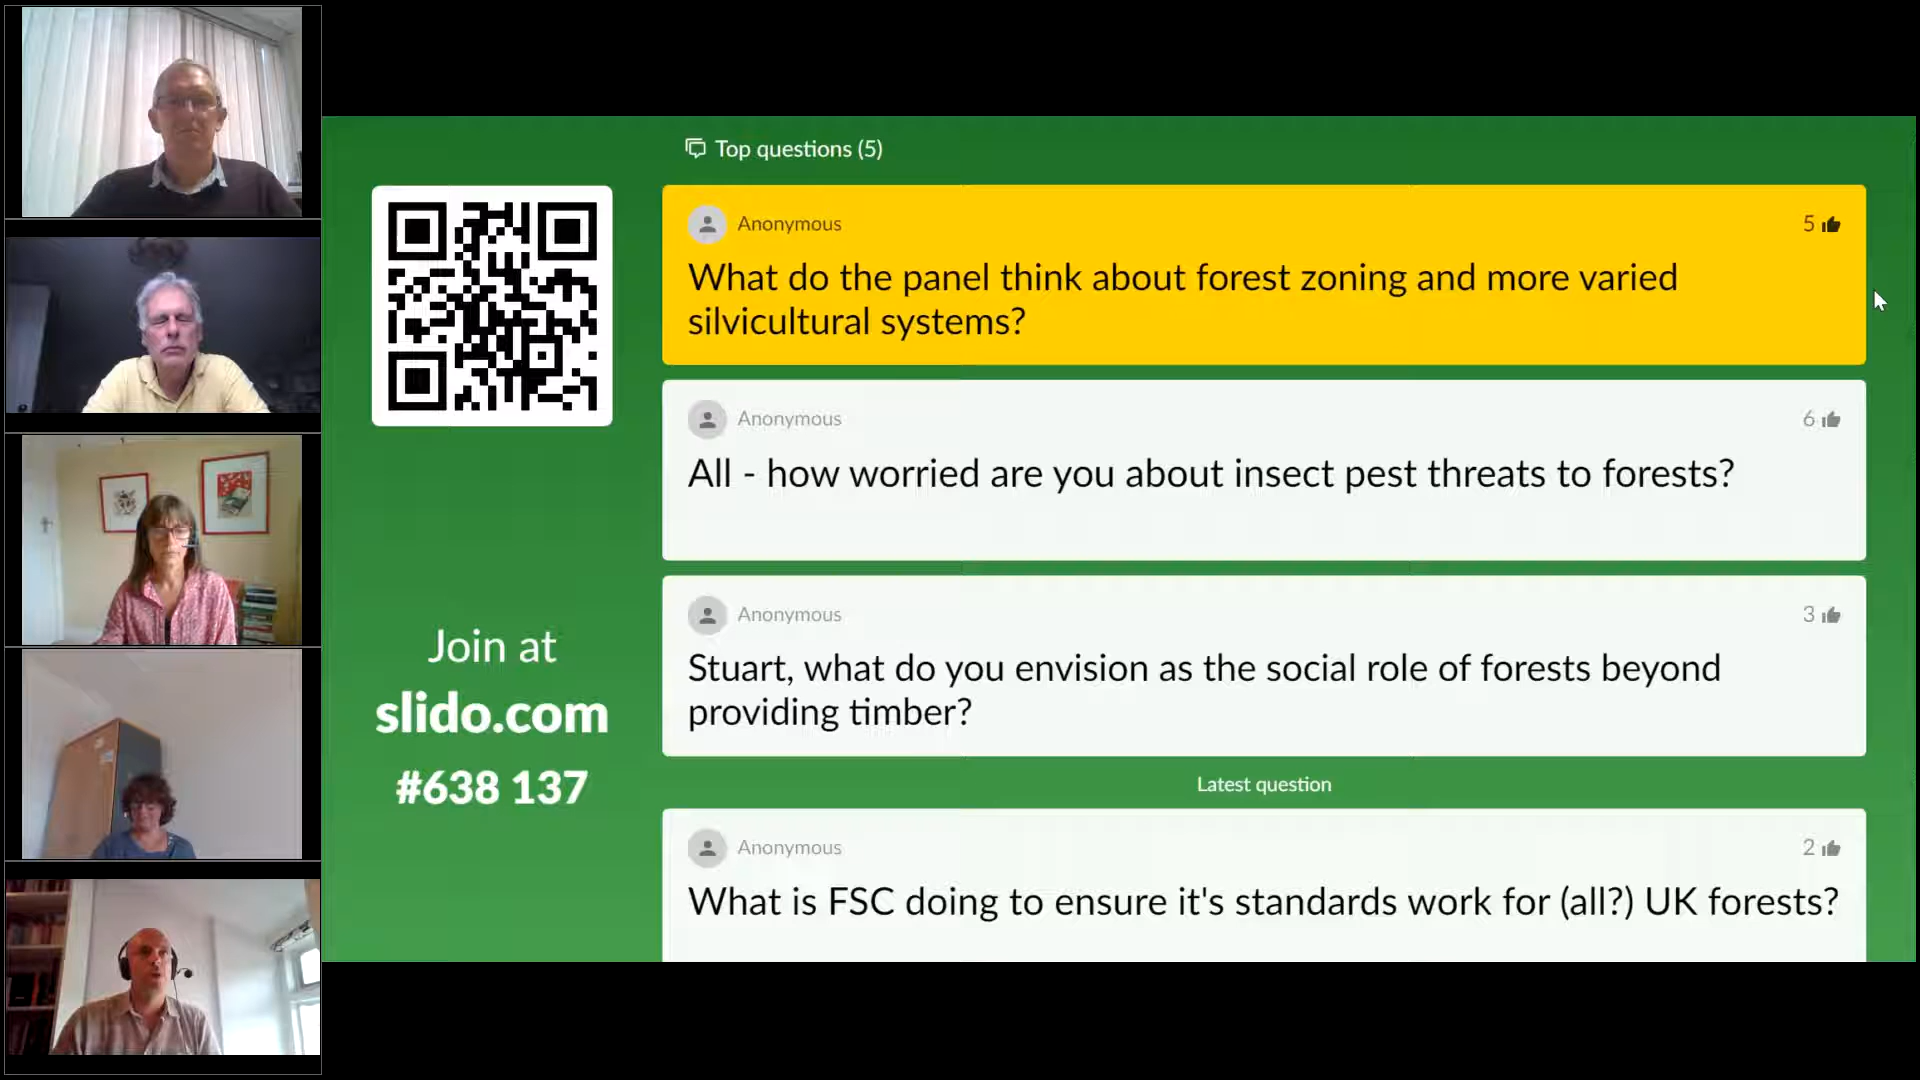 Top questions (5)
Anonymous
5
What do the panel think about forest zoning and more varied
silvicultural systems?
Anonymous
6
All - how worried are you about insect pest threats to forests?
Anonymous
3
Stuart, what do you envision as the social role of forests beyond
providing timber?
Latest question
Anonymous
2
What is FSC doing to ensure it's standards work for (all?) UK forests?
Join at
slido.com
#638 137